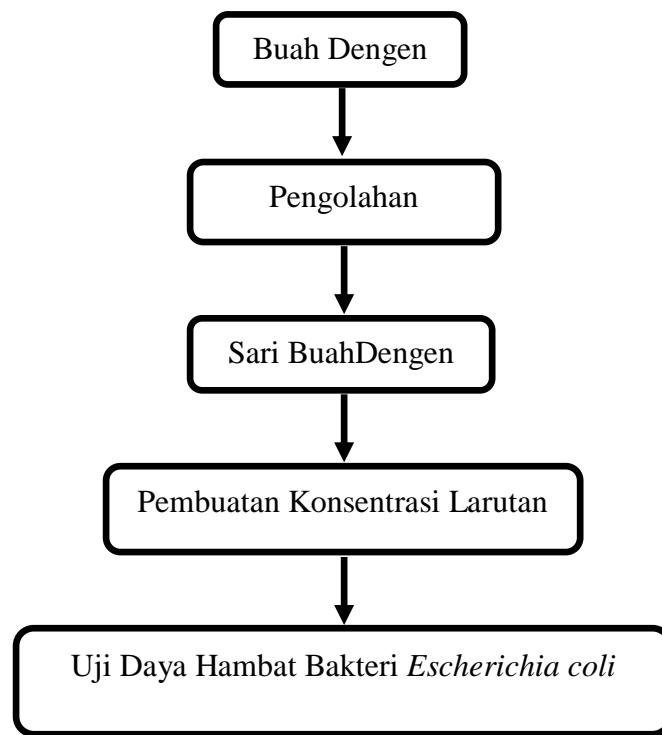 Buah Dengen
Pengolahan
Sari BuahDengen
Pembuatan Konsentrasi Larutan
Uji Daya Hambat Bakteri Escherichia coli